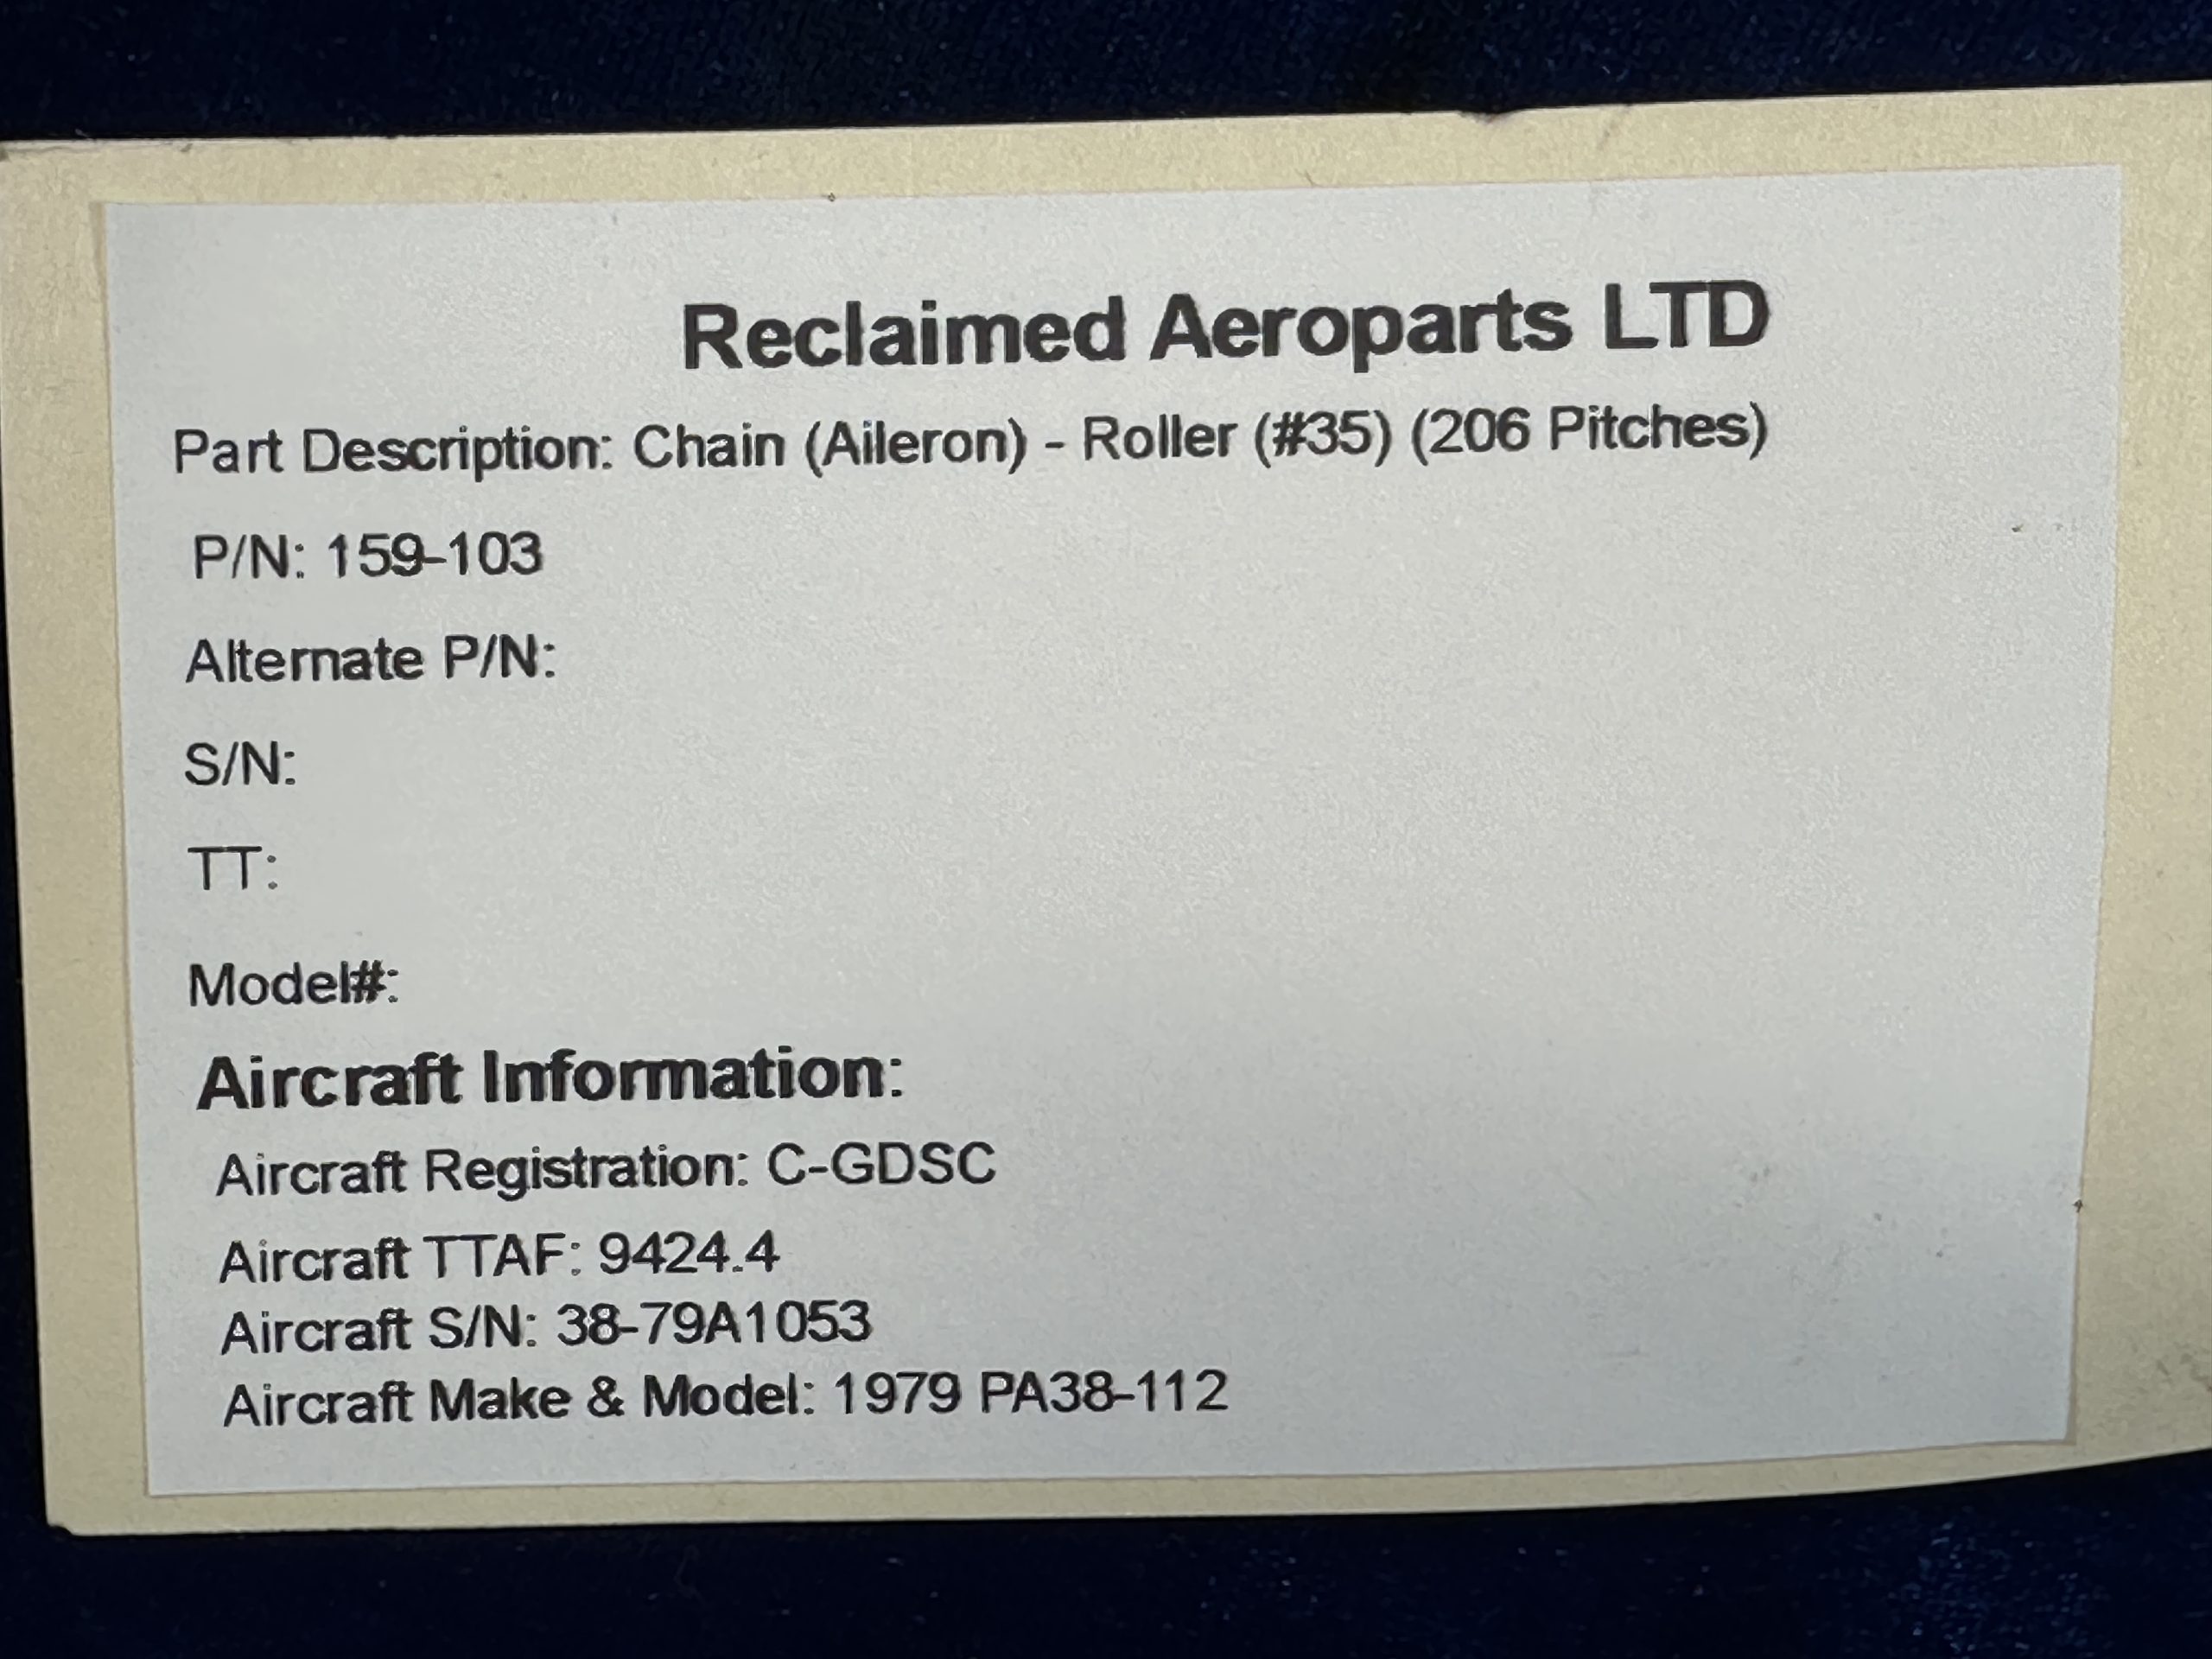 Reclaimed Aeroparts LTD
Part Description: Chain (Aileron) - Roller (#35) (206 Pitches)
P/N: 159-103
Alternate P/N:
S/N:
TT:
Model#:
Aircraft Information:
Aircraft Registration: C-GDSC
Aircraft TTAF: 9424.4
Aircraft S/N: 38-79A1053
Aircraft Make & Model: 1979 PA38-112